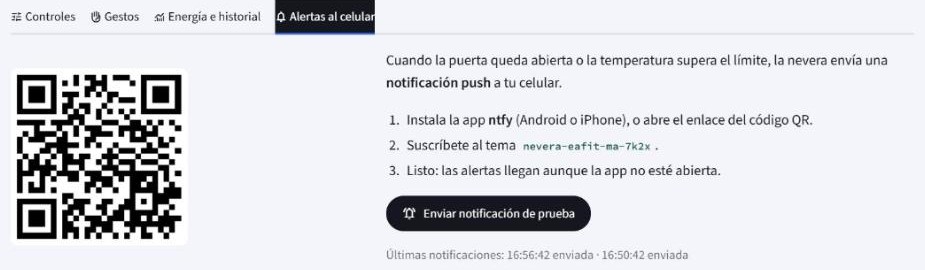 Controles Gestos Energía e historial Alertas al celular
Cuando la puerta queda abierta o la temperatura supera el límite, la nevera envía una
notificación push a tu celular.
1. Instala la app ntfy (Android o iPhone), o abre el enlace del código QR.
2. Suscríbete al tema nevera-eafit-ma-7k2x .
3. Listo: las alertas llegan aunque la app no esté abierta.
Enviar notificación de prueba
Últimas notificaciones: 16:56:42 enviada · 16:50:42 enviada